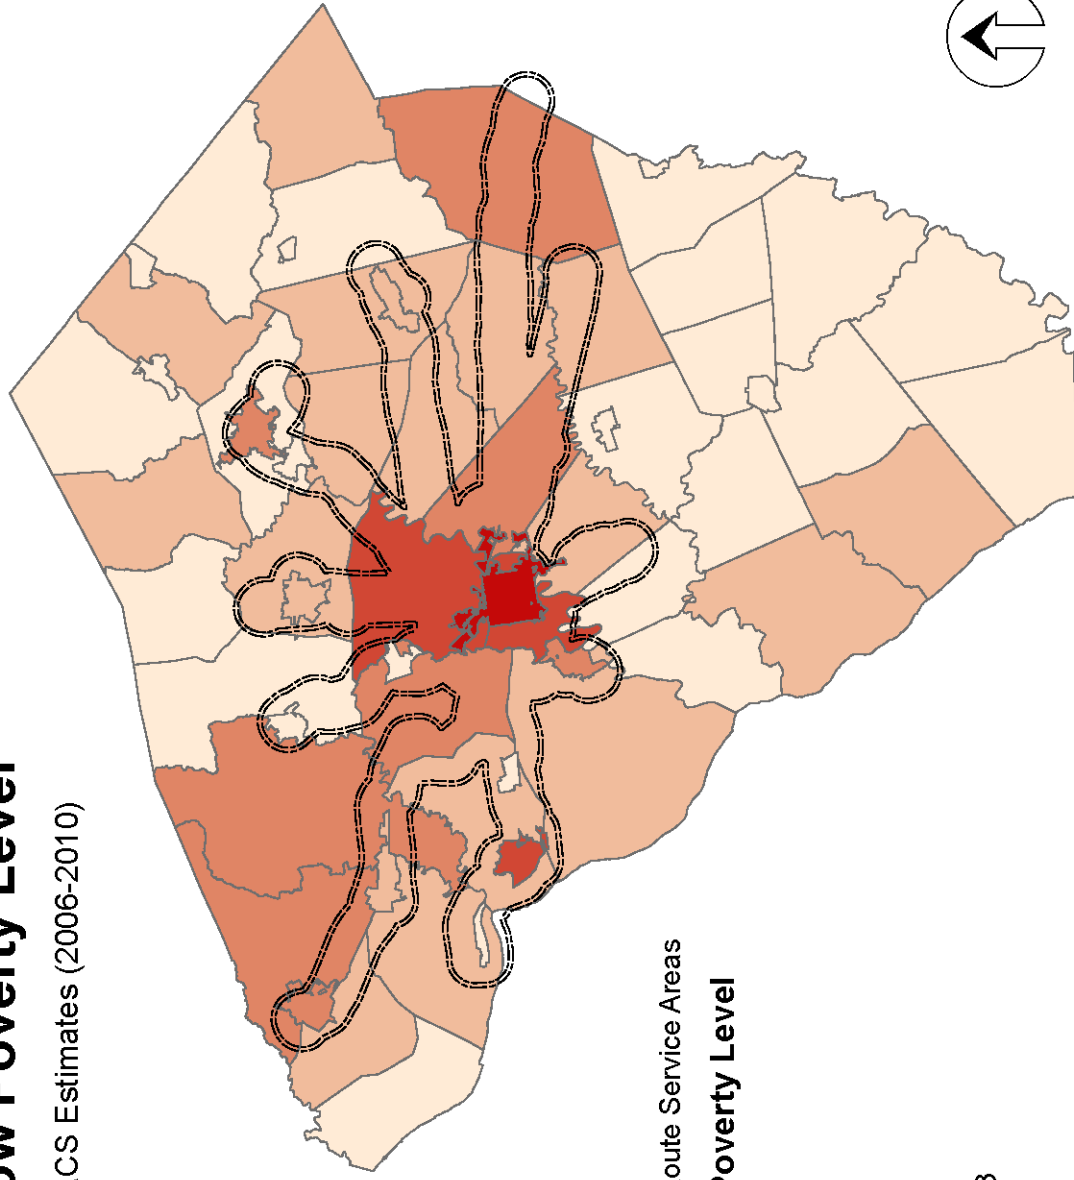 ow Poverty Level
CS Estimates (2006-2010)
oute Service Areas
Poverty Level